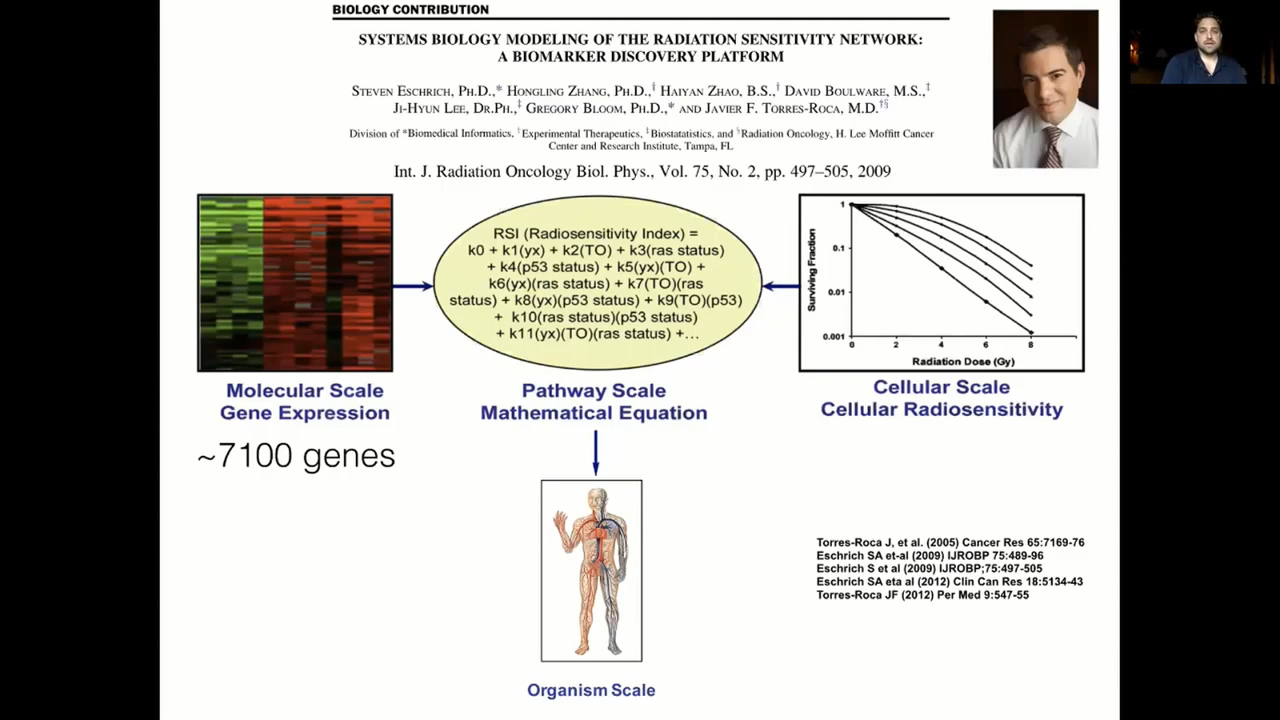 BIOLOGY CONTRIBUTION
SYSTEMS BIOLOGY MODELING OF THE RADIATION SENSITIVITY NETWORK:
A BIOMARKER DISCOVERY PLATFORM
STEVEN ESCHRICH, PH.D.,* HONGLING ZHANG, PH.D.,† HAIYAN ZHAO, B.S.,† DAVID BOULWARE, M.S.,‡
JI-HYUN LEE, DR.PH.,‡ GREGORY BLOOM, PH.D.,* AND JAVIER F. TORRES-ROCA, M.D.†§
Division of *Biomedical Informatics, †Experimental Therapeutics, ‡Biostatatistics, and §Radiation Oncology, H. Lee Moffitt Cancer
Center and Research Institute, Tampa, FL
Int. J. Radiation Oncology Biol. Phys., Vol. 75, No. 2, pp. 497–505, 2009
RSI (Radiosensitivity Index) =
k0 + k1(yx) + k2(TO) + k3(ras status)
+ k4(p53 status) + k5(yx)(TO) +
k6(yx)(ras status) + k7(TO)(ras
status) + k8(yx)(p53 status) + k9(TO)(p53)
+ k10(ras status)(p53 status)
+ k11(yx)(TO)(ras status) +…
Surviving Fraction
1
0.1
0.01
0.001
0 2 4 6 8
Radiation Dose (Gy)
Molecular Scale
Gene Expression
Pathway Scale
Mathematical Equation
Cellular Scale
Cellular Radiosensitivity
~7100 genes
Torres-Roca J, et al. (2005) Cancer Res 65:7169-76
Eschrich SA et-al (2009) IJROBP 75:489-96
Eschrich S et al (2009) IJROBP;75:497-505
Eschrich SA eta al (2012) Clin Can Res 18:5134-43
Torres-Roca JF (2012) Per Med 9:547-55
Organism Scale